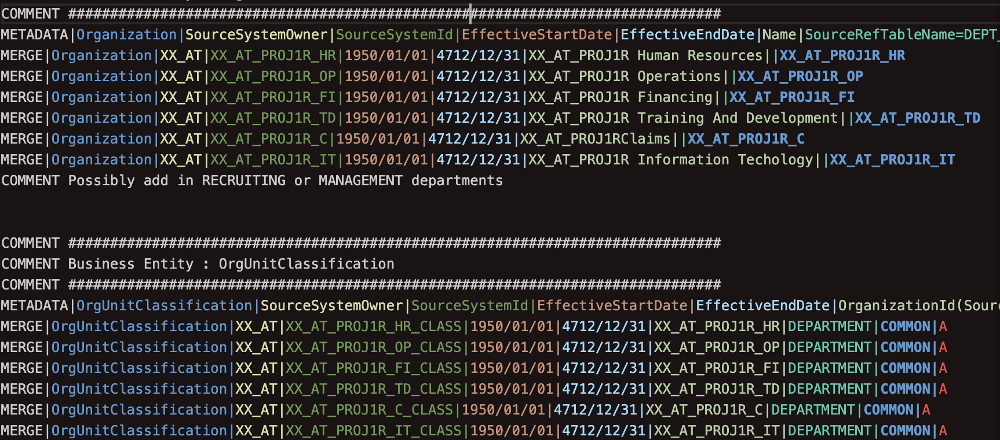 COMMENT ##############################################################################
METADATA|Organization|SourceSystemOwner|SourceSystemId|EffectiveStartDate|EffectiveEndDate|Name|SourceRefTableName=DEPT_
MERGE|Organization|XX_AT|XX_AT_PROJ1R_HR|1950/01/01|4712/12/31|XX_AT_PROJ1R Human Resources||XX_AT_PROJ1R_HR
MERGE|Organization|XX_AT|XX_AT_PROJ1R_OP|1950/01/01|4712/12/31|XX_AT_PROJ1R Operations||XX_AT_PROJ1R_OP
MERGE|Organization|XX_AT|XX_AT_PROJ1R_FI|1950/01/01|4712/12/31|XX_AT_PROJ1R Financing||XX_AT_PROJ1R_FI
MERGE|Organization|XX_AT|XX_AT_PROJ1R_TD|1950/01/01|4712/12/31|XX_AT_PROJ1R Training And Development||XX_AT_PROJ1R_TD
MERGE|Organization|XX_AT|XX_AT_PROJ1R_C|1950/01/01|4712/12/31|XX_AT_PROJ1RClaims||XX_AT_PROJ1R_C
MERGE|Organization|XX_AT|XX_AT_PROJ1R_IT|1950/01/01|4712/12/31|XX_AT_PROJ1R Information Techology||XX_AT_PROJ1R_IT
COMMENT Possibly add in RECRUITING or MANAGEMENT departments
COMMENT ##############################################################################
COMMENT Business Entity : OrgUnitClassification
COMMENT ##############################################################################
METADATA|OrgUnitClassification|SourceSystemOwner|SourceSystemId|EffectiveStartDate|EffectiveEndDate|OrganizationId(Sour
MERGE|OrgUnitClassification|XX_AT|XX_AT_PROJ1R_HR_CLASS|1950/01/01|4712/12/31|XX_AT_PROJ1R_HR|DEPARTMENT|COMMON|A
MERGE|OrgUnitClassification|XX_AT|XX_AT_PROJ1R_OP_CLASS|1950/01/01|4712/12/31|XX_AT_PROJ1R_OP|DEPARTMENT|COMMON|A
MERGE|OrgUnitClassification|XX_AT|XX_AT_PROJ1R_FI_CLASS|1950/01/01|4712/12/31|XX_AT_PROJ1R_FI|DEPARTMENT|COMMON|A
MERGE|OrgUnitClassification|XX_AT|XX_AT_PROJ1R_TD_CLASS|1950/01/01|4712/12/31|XX_AT_PROJ1R_TD|DEPARTMENT|COMMON|A
MERGE|OrgUnitClassification|XX_AT|XX_AT_PROJ1R_C_CLASS|1950/01/01|4712/12/31|XX_AT_PROJ1R_C|DEPARTMENT|COMMON|A
MERGE|OrgUnitClassification|XX_AT|XX_AT_PROJ1R_IT_CLASS|1950/01/01|4712/12/31|XX_AT_PROJ1R_IT|DEPARTMENT|COMMON|A